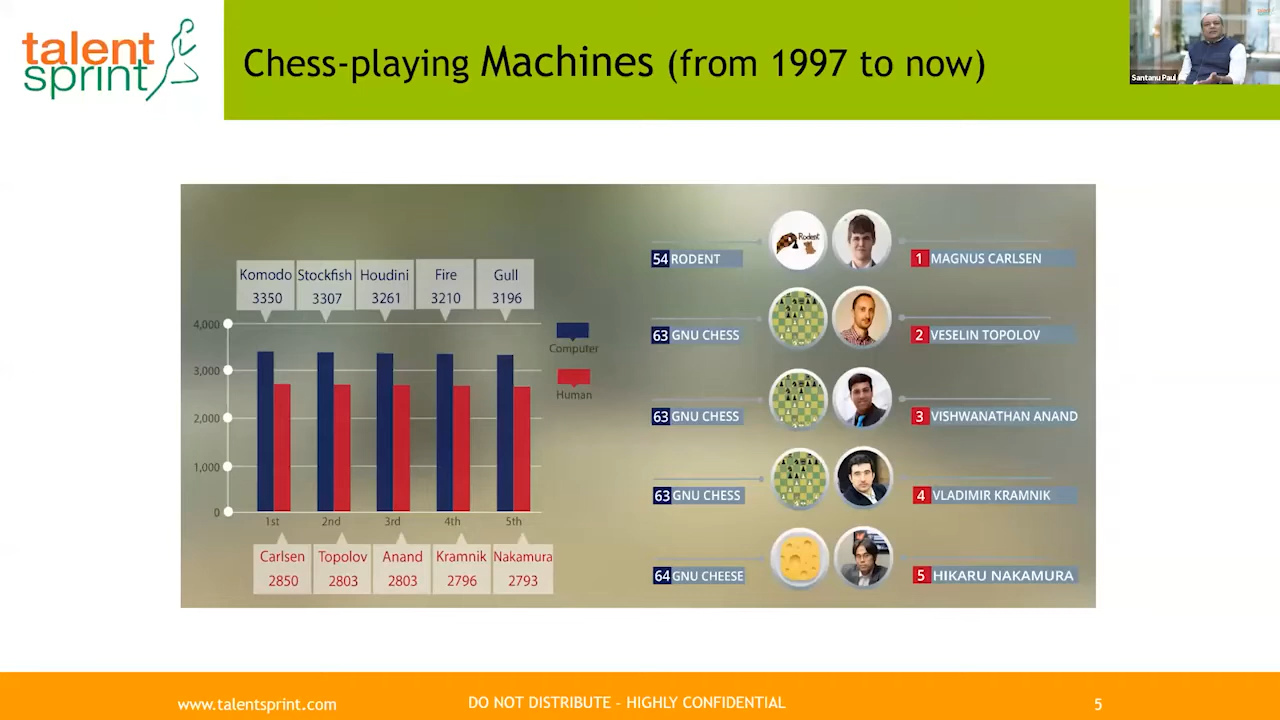 talent
sprint
Chess-playing Machines (from 1997 to now)
Santanu Paul
Komodo Stockfish Houdini Fire Gull
3350 3307 3261 3210 3196
4,000
3,000
2,000
1,000
0
Computer
Human
1st 2nd 3rd 4th 5th
Carlsen Topolov Anand Kramnik Nakamura
2850 2803 2803 2796 2793
Rodent
54 RODENT 1 MAGNUS CARLSEN
63 GNU CHESS 2 VESELIN TOPOLOV
63 GNU CHESS 3 VISHWANATHAN ANAND
63 GNU CHESS 4 VLADIMIR KRAMNIK
64 GNU CHEESE 5 HIKARU NAKAMURA
www.talentsprint.com DO NOT DISTRIBUTE - HIGHLY CONFIDENTIAL 5